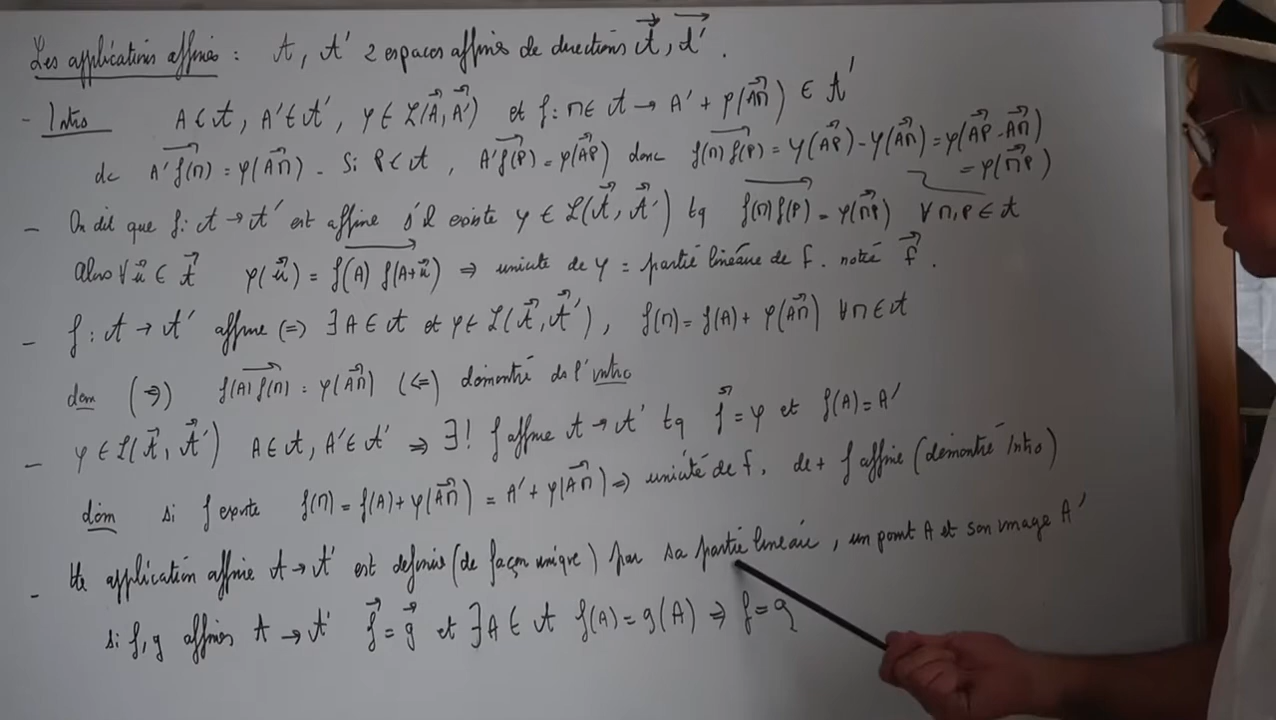 Les applications affines : A, A' 2 espaces affines de directions A⃗, A⃗'.
- Intro A ∈ A, A' ∈ A', φ ∈ L(A⃗, A⃗') et f : M ∈ A → A' + φ(AM⃗) ∈ A'
dc A'f(M)⃗ = φ(AM⃗) - Si P ∈ A, A'f(P)⃗ = φ(AP⃗) donc f(M)f(P)⃗ = φ(AP⃗) - φ(AM⃗) = φ(AP⃗ - AM⃗)
= φ(MP⃗)
- On dit que f : A → A' est affine s'il existe φ ∈ L(A⃗, A⃗') tq f(M)f(P)⃗ = φ(MP⃗) ∀ M, P ∈ A
Alors ∀ u⃗ ∈ A⃗ φ(u⃗) = f(A) f(A+u⃗)⃗ ⇒ unicité de φ = partie linéaire de f. notée f⃗.
- f : A → A' affine (=) ∃ A ∈ A et φ ∈ L(A⃗, A⃗'), f(M) = f(A) + φ(AM⃗) ∀ M ∈ A
dem (⇒) f(A)f(M)⃗ = φ(AM⃗) (<=) démontré ds l'intro
- φ ∈ L(A⃗, A⃗') A ∈ A, A' ∈ A' ⇒ ∃! f affine A → A' tq f⃗ = φ et f(A) = A'
dém si f existe f(M) = f(A) + φ(AM⃗) = A' + φ(AM⃗) ⇒ unicité de f. de + f affine (démontré Intro)
- Tte application affine A → A' est définie (de façon unique) par sa partie linéaire, un point A et son image A'
si f, g affines A → A' f⃗ = g⃗ et ∃ A ∈ A f(A) = g(A) ⇒ f = g